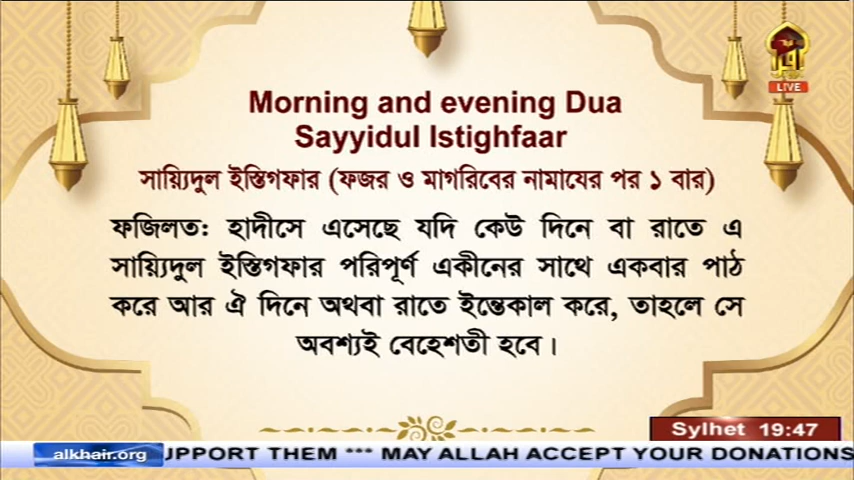 اقرأ
LIVE
Morning and evening Dua
Sayyidul Istighfaar
সায়্যিদুল ইস্তিগফার (ফজর ও মাগরিবের নামাযের পর ১ বার)
ফজিলত: হাদীসে এসেছে যদি কেউ দিনে বা রাতে এ
সায়্যিদুল ইস্তিগফার পরিপূর্ণ একীনের সাথে একবার পাঠ
করে আর ঐ দিনে অথবা রাতে ইন্তেকাল করে, তাহলে সে
অবশ্যই বেহেশতী হবে।
Sylhet 19:47
alkhair.org UPPORT THEM *** MAY ALLAH ACCEPT YOUR DONATIONS